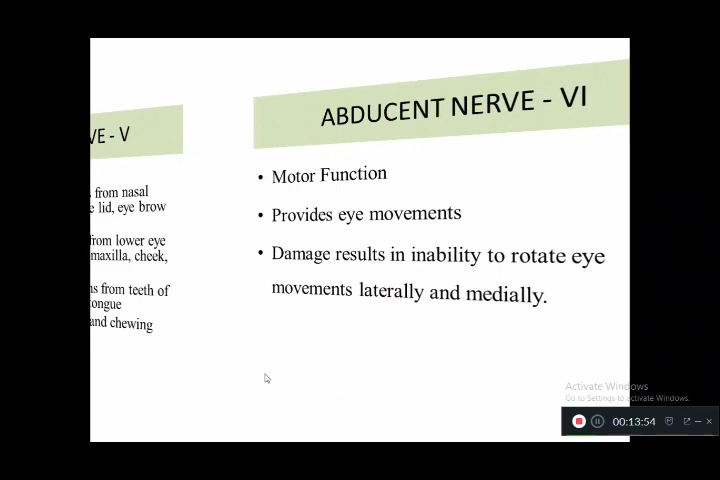 VE - V
s from nasal
e lid, eye brow
from lower eye
maxilla, cheek,
ns from teeth of
tongue
and chewing
ABDUCENT NERVE - VI
• Motor Function
• Provides eye movements
• Damage results in inability to rotate eye
movements laterally and medially.
Activate Windows
Go to Settings to activate Windows.
00:13:54